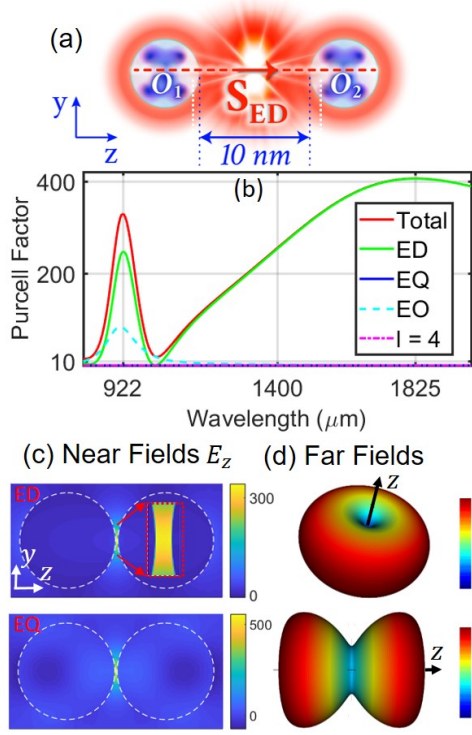 (a)
O1
O2
SED
y
z
10 nm
(b)
Purcell Factor
400
200
10
Total
ED
EQ
EO
l = 4
922
1400
1825
Wavelength (μm)
(c) Near Fields Ez
(d) Far Fields
ED
300
0
y
z
z
EQ
500
0
z